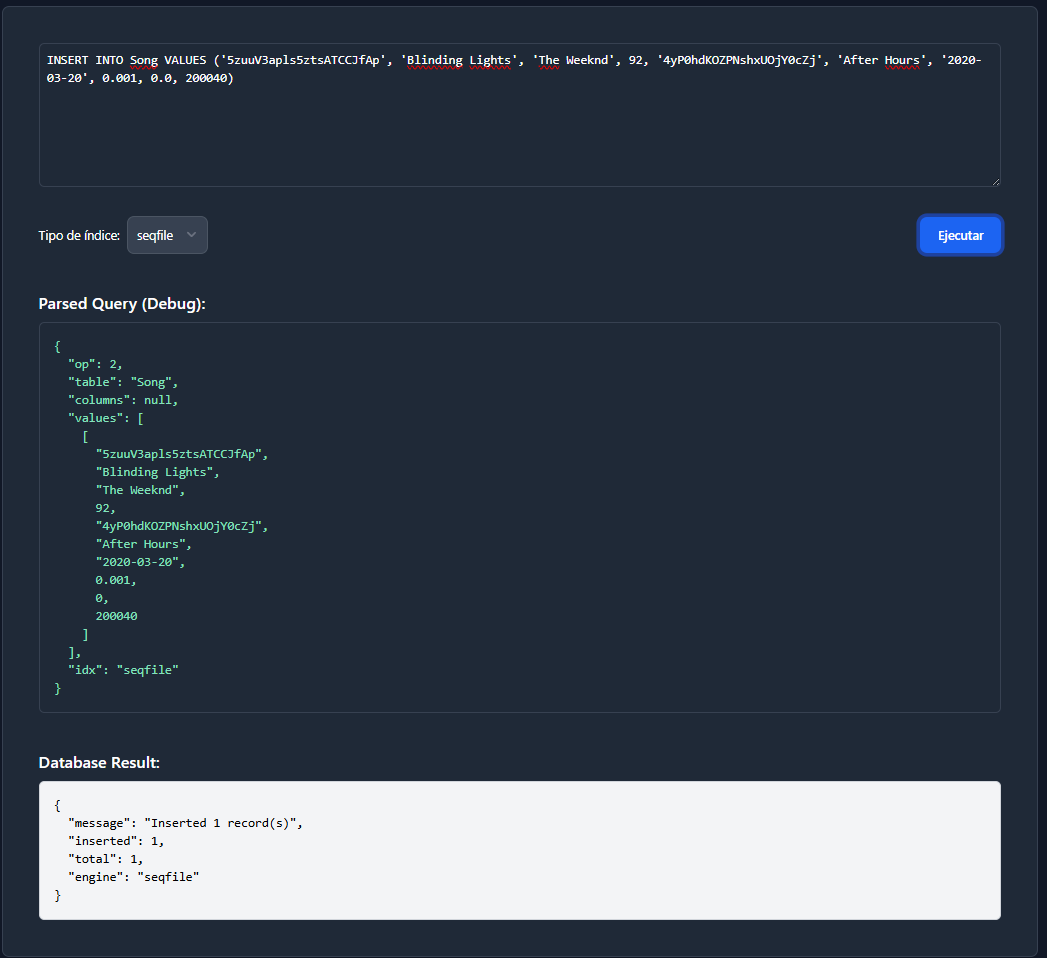 INSERT INTO Song VALUES ('5zuuV3apls5ztsATCCJfAp', 'Blinding Lights', 'The Weeknd', 92, '4yP0hdKOZPNshxUOjY0cZj', 'After Hours', '2020-
03-20', 0.001, 0.0, 200040)
Tipo de índice: seqfile Ejecutar
Parsed Query (Debug):
{
  "op": 2,
  "table": "Song",
  "columns": null,
  "values": [
    [
      "5zuuV3apls5ztsATCCJfAp",
      "Blinding Lights",
      "The Weeknd",
      92,
      "4yP0hdKOZPNshxUOjY0cZj",
      "After Hours",
      "2020-03-20",
      0.001,
      0,
      200040
    ]
  ],
  "idx": "seqfile"
}
Database Result:
{
  "message": "Inserted 1 record(s)",
  "inserted": 1,
  "total": 1,
  "engine": "seqfile"
}